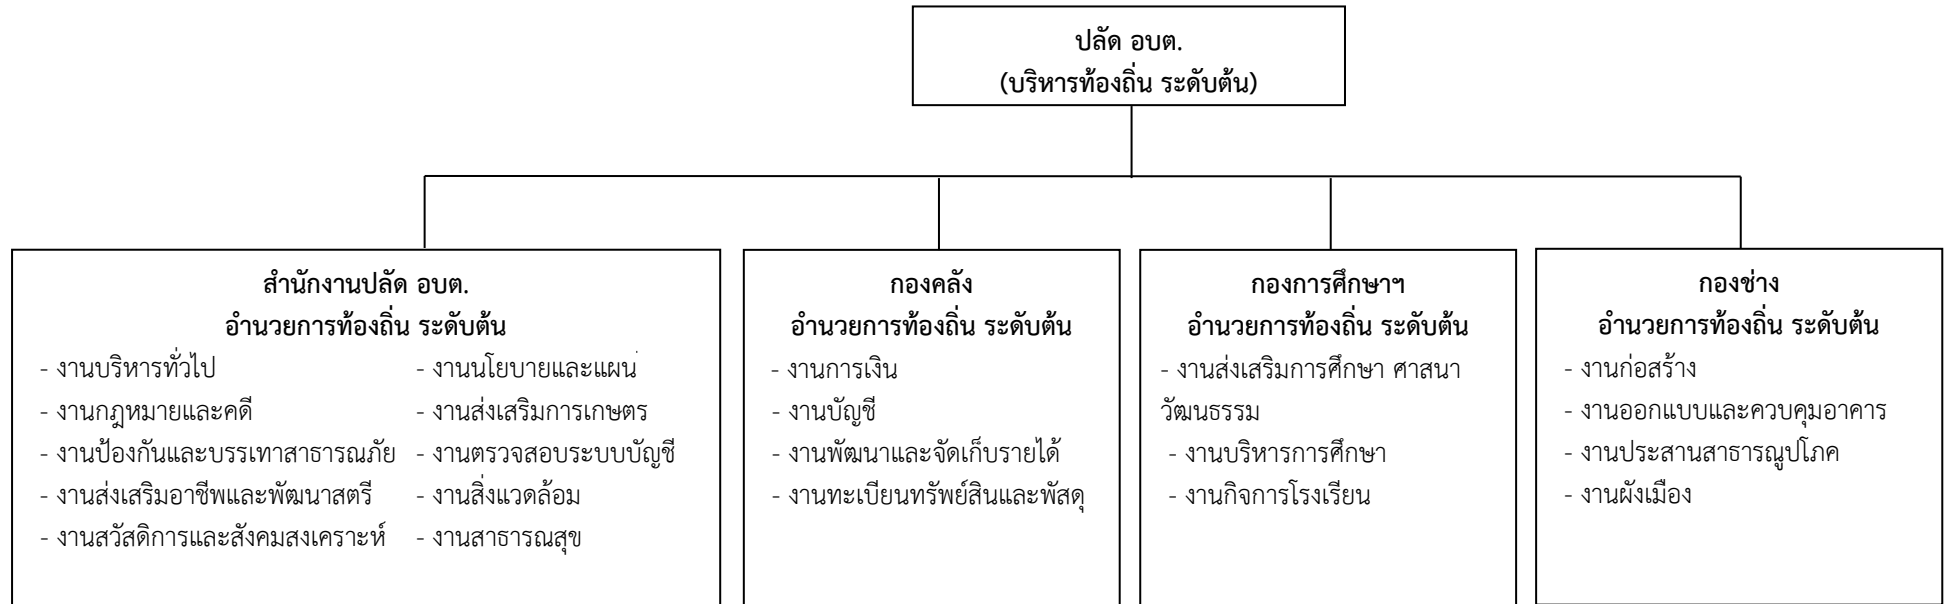 ปลัด อบต.
(บริหารท้องถิ่น ระดับต้น)
สำนักงานปลัด อบต.
อำนวยการท้องถิ่น ระดับต้น
- งานบริหารทั่วไป - งานนโยบายและแผน
- งานกฎหมายและคดี - งานส่งเสริมการเกษตร
- งานป้องกันและบรรเทาสาธารณภัย - งานตรวจสอบระบบบัญชี
- งานส่งเสริมอาชีพและพัฒนาสตรี - งานสิ่งแวดล้อม
- งานสวัสดิการและสังคมสงเคราะห์ - งานสาธารณสุข
กองคลัง
อำนวยการท้องถิ่น ระดับต้น
- งานการเงิน
- งานบัญชี
- งานพัฒนาและจัดเก็บรายได้
- งานทะเบียนทรัพย์สินและพัสดุ
กองการศึกษาฯ
อำนวยการท้องถิ่น ระดับต้น
- งานส่งเสริมการศึกษา ศาสนา
วัฒนธรรม
- งานบริหารการศึกษา
- งานกิจการโรงเรียน
กองช่าง
อำนวยการท้องถิ่น ระดับต้น
- งานก่อสร้าง
- งานออกแบบและควบคุมอาคาร
- งานประสานสาธารณูปโภค
- งานผังเมือง